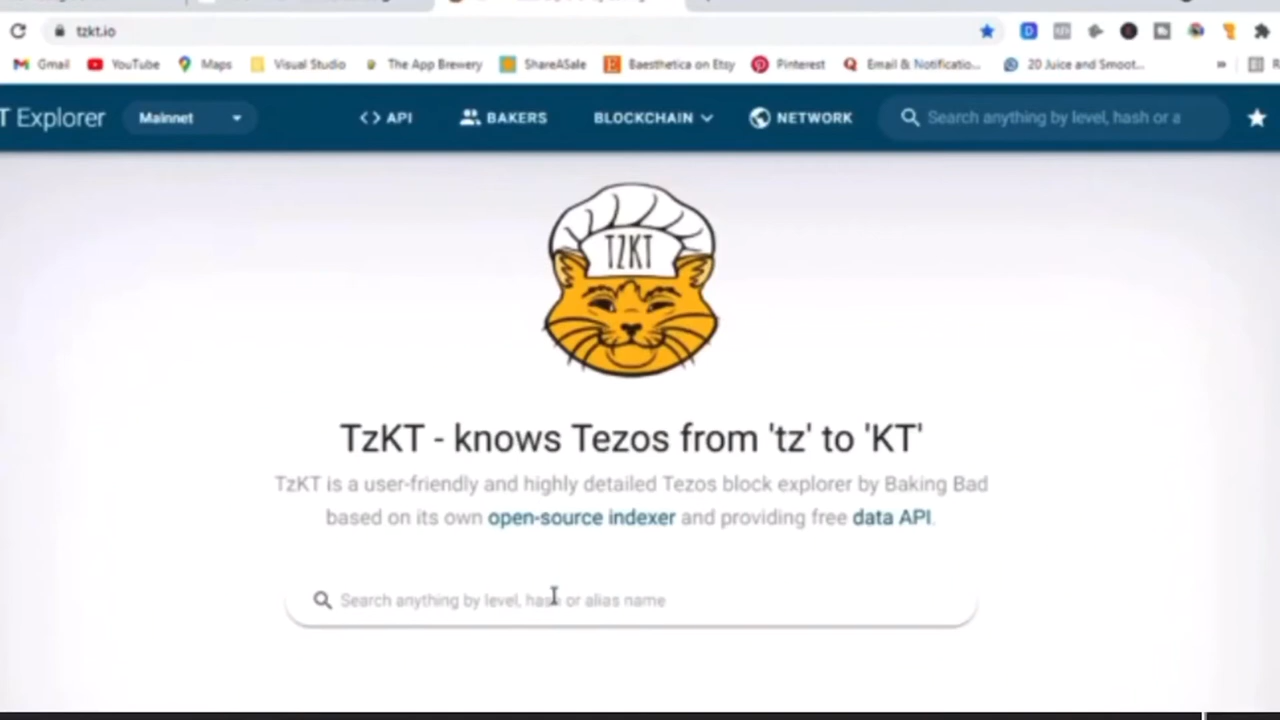 tzkt.io
Gmail YouTube Maps Visual Studio The App Brewery ShareASale Baesthetica on Etsy Pinterest Email & Notificatio... 20 Juice and Smoot... »
T Explorer Mainnet <> API BAKERS BLOCKCHAIN NETWORK Search anything by level, hash or a
TZKT
TzKT - knows Tezos from 'tz' to 'KT'
TzKT is a user-friendly and highly detailed Tezos block explorer by Baking Bad
based on its own open-source indexer and providing free data API.
Search anything by level, hash or alias name